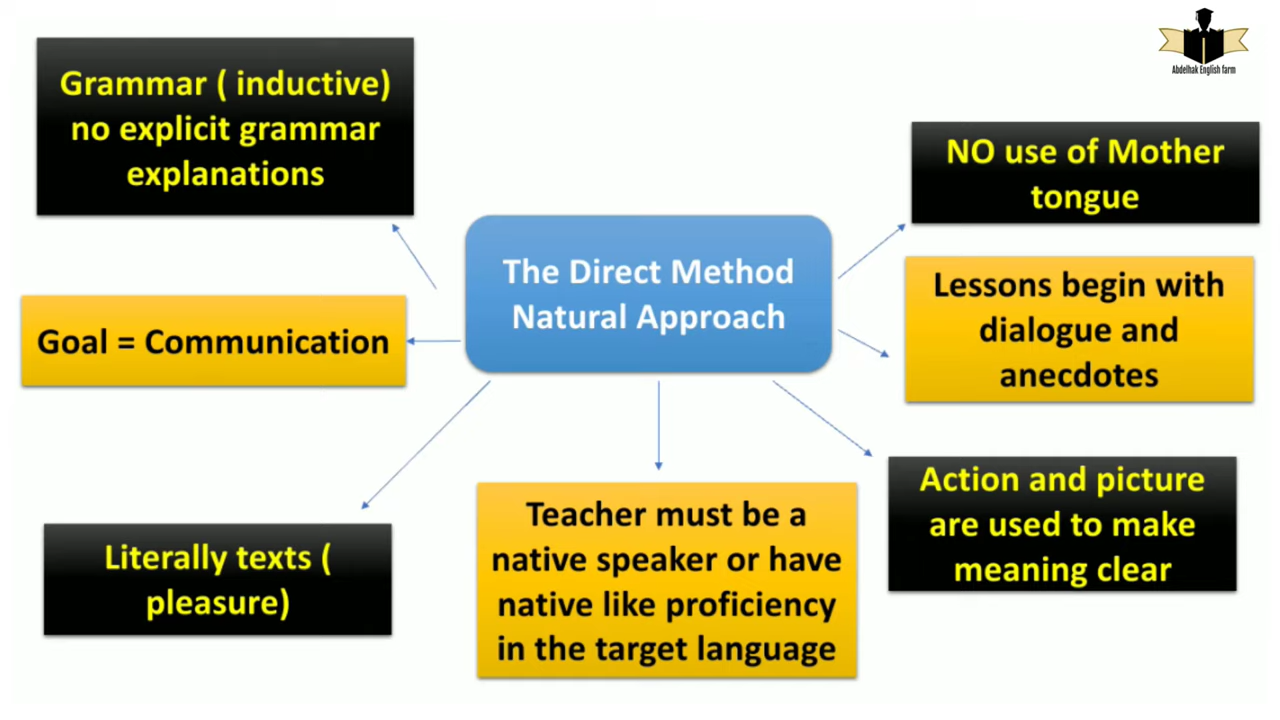 Abdelhak English farm
Grammar ( inductive)
no explicit grammar
explanations
NO use of Mother
tongue
The Direct Method
Natural Approach
Lessons begin with
dialogue and
anecdotes
Goal = Communication
Action and picture
are used to make
meaning clear
Teacher must be a
native speaker or have
native like proficiency
in the target language
Literally texts (
pleasure)